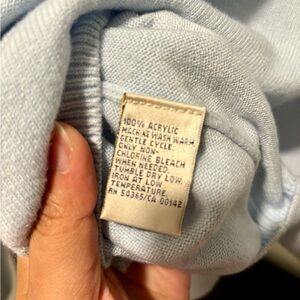 100% ACRYLIC
MACHINE WASH WARM
GENTLE CYCLE.
ONLY NON-
CHLORINE BLEACH
WHEN NEEDED.
TUMBLE DRY LOW.
IRON AT LOW
TEMPERATURE.
RN 54365/CA 00142